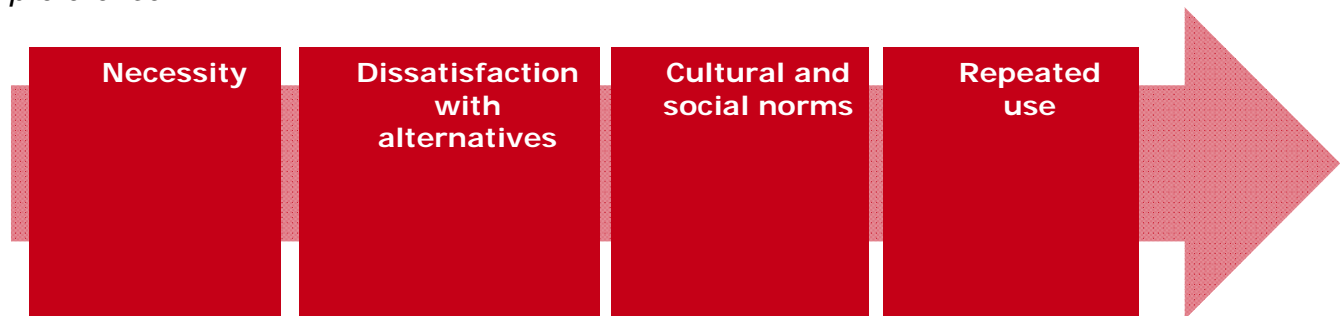 Necessity
Dissatisfaction
with
alternatives
Cultural and
social norms
Repeated
use